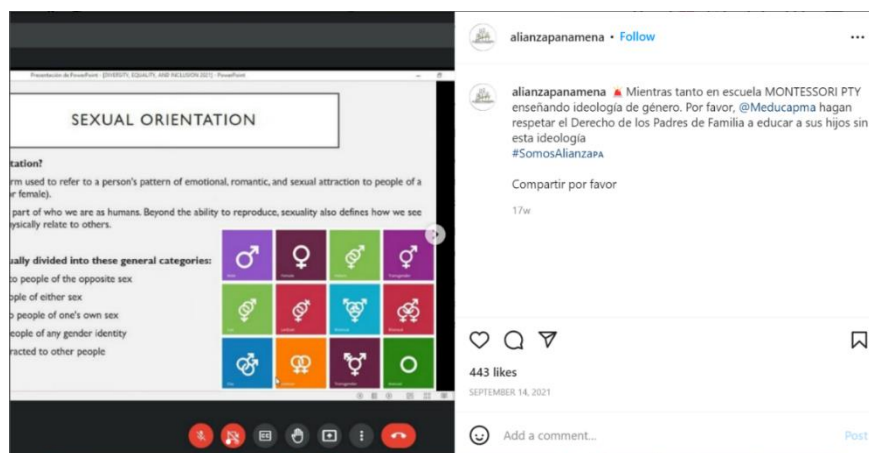 Presentación de PowerPoint - [DIVERSITY, EQUALITY, AND INCLUSION 2021] - PowerPoint
SEXUAL ORIENTATION
tation?
rm used to refer to a person's pattern of emotional, romantic, and sexual attraction to people of a
r female).
part of who we are as humans. Beyond the ability to reproduce, sexuality also defines how we see
ysically relate to others.
ually divided into these general categories:
to people of the opposite sex
ople of either sex
o people of one's own sex
eople of any gender identity
racted to other people
Transgender
Transgender
alianzapanamena • Follow
alianzapanamena 🚨 Mientras tanto en escuela MONTESSORI PTY
enseñando ideología de género. Por favor, @Meducapma hagan
respetar el Derecho de los Padres de Familia a educar a sus hijos sin
esta ideología
#SomosAlianzaPA
Compartir por favor
17w
443 likes
SEPTEMBER 14, 2021
Add a comment...
Post